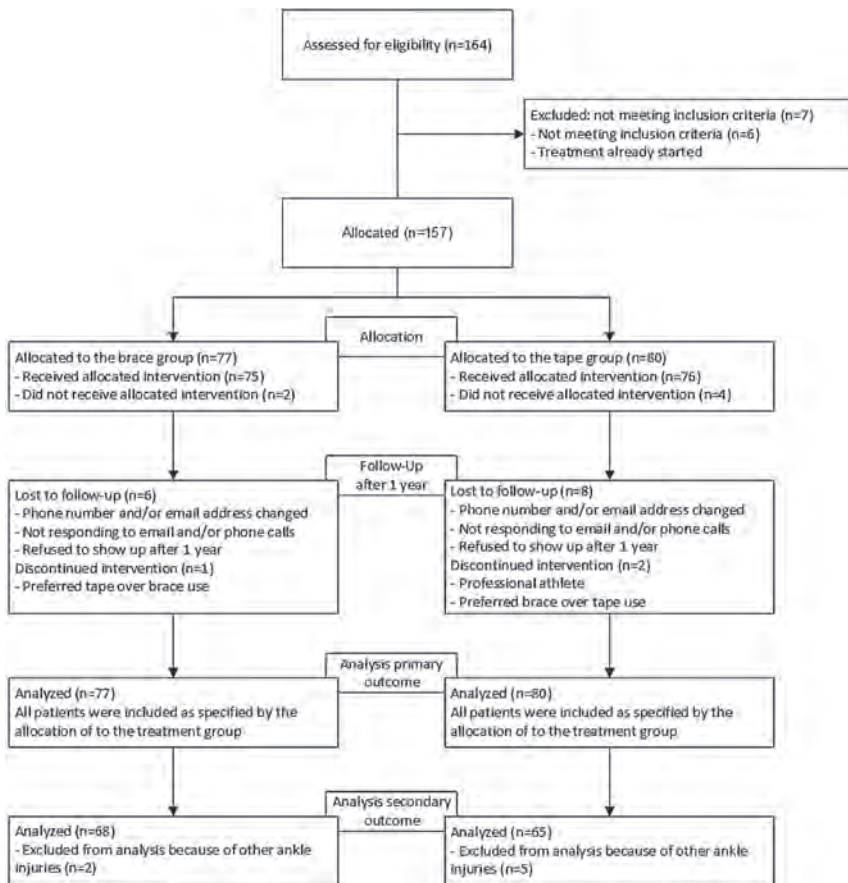 Assessed for eligibility (n=164)
Excluded: not meeting inclusion criteria (n=7)
- Not meeting inclusion criteria (n=6)
- Treatment already started
Allocated (n=157)
Allocation
Allocated to the brace group (n=77)
- Received allocated intervention (n=75)
- Did not receive allocated intervention (n=2)
Allocated to the tape group (n=80)
- Received allocated intervention (n=76)
- Did not receive allocated intervention (n=4)
Follow-Up
after 1 year
Lost to follow-up (n=6)
- Phone number and/or email address changed
- Not responding to email and/or phone calls
- Refused to show up after 1 year
Discontinued intervention (n=1)
- Preferred tape over brace use
Lost to follow-up (n=8)
- Phone number and/or email address changed
- Not responding to email and/or phone calls
- Refused to show up after 1 year
Discontinued intervention (n=2)
- Professional athlete
- Preferred brace over tape use
Analysis primary
outcome
Analyzed (n=77)
All patients were included as specified by the
allocation of to the treatment group
Analyzed (n=80)
All patients were included as specified by the
allocation of to the treatment group
Analysis secondary
outcome
Analyzed (n=68)
- Excluded from analysis because of other ankle
injuries (n=2)
Analyzed (n=65)
- Excluded from analysis because of other ankle
injuries (n=5)